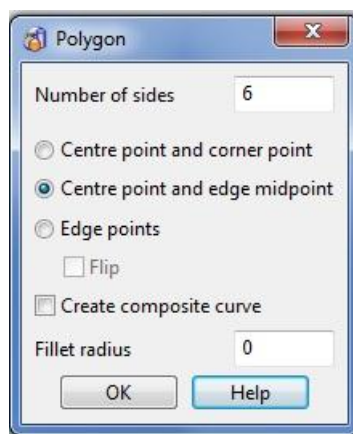 Polygon
Number of sides 6
Centre point and corner point
Centre point and edge midpoint
Edge points
Flip
Create composite curve
Fillet radius 0
OK Help